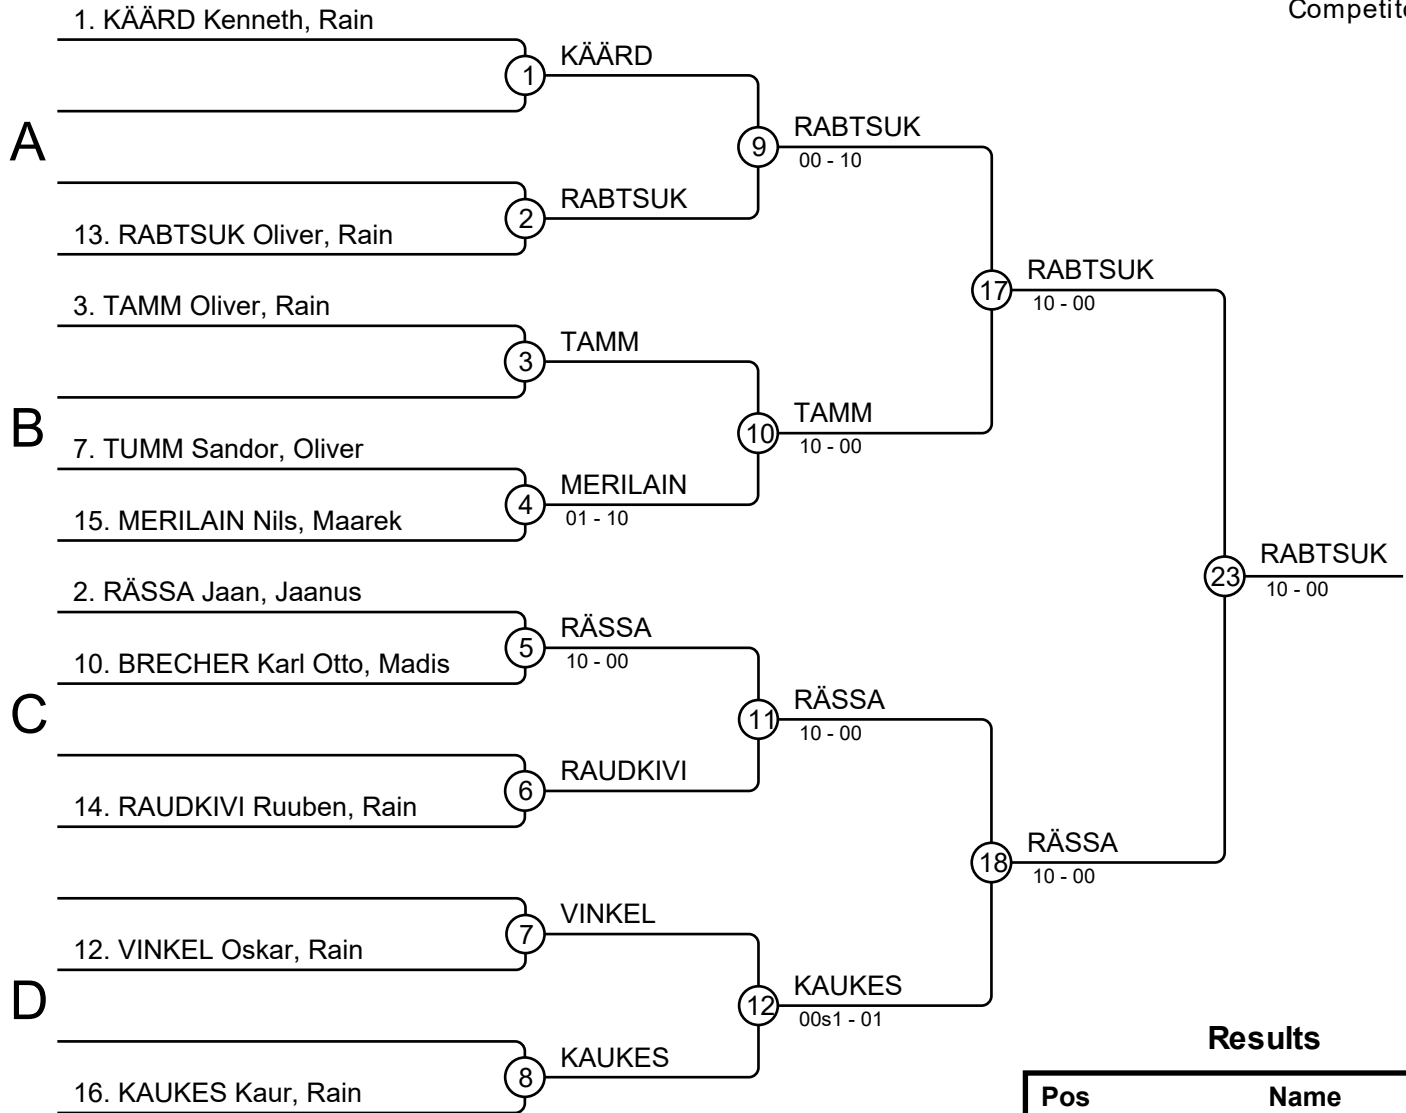 Competito
1. KÄÄRD Kenneth, Rain
1
KÄÄRD
A
9
RABTSUK
00 - 10
2
RABTSUK
13. RABTSUK Oliver, Rain
17
RABTSUK
10 - 00
3. TAMM Oliver, Rain
3
TAMM
B
10
TAMM
10 - 00
7. TUMM Sandor, Oliver
4
MERILAIN
01 - 10
15. MERILAIN Nils, Maarek
23
RABTSUK
10 - 00
2. RÄSSA Jaan, Jaanus
5
RÄSSA
10 - 00
10. BRECHER Karl Otto, Madis
C
11
RÄSSA
10 - 00
6
RAUDKIVI
14. RAUDKIVI Ruuben, Rain
18
RÄSSA
10 - 00
7
VINKEL
12. VINKEL Oskar, Rain
D
12
KAUKES
00s1 - 01
8
KAUKES
16. KAUKES Kaur, Rain
Results
Pos Name